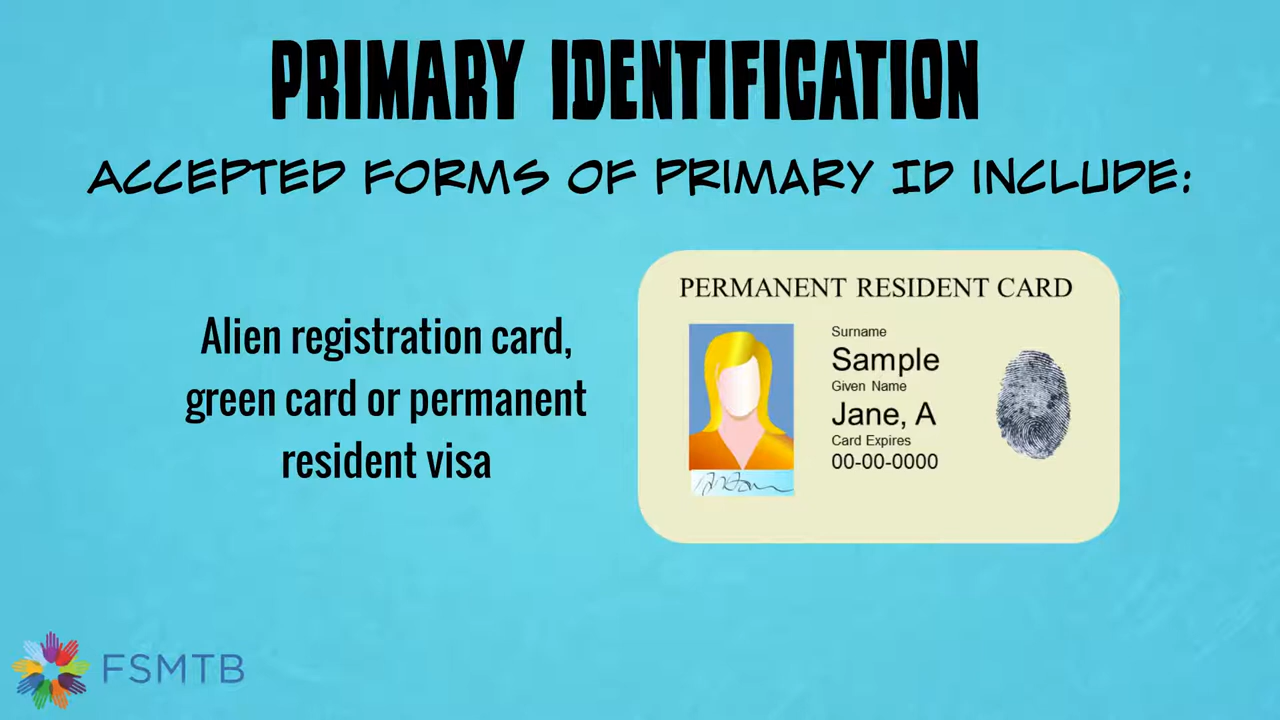 PRIMARY IDENTIFICATION
ACCEPTED FORMS OF PRIMARY ID INCLUDE:
Alien registration card,
green card or permanent
resident visa
PERMANENT RESIDENT CARD
Surname
Sample
Given Name
Jane, A
Card Expires
00-00-0000
FSMTB